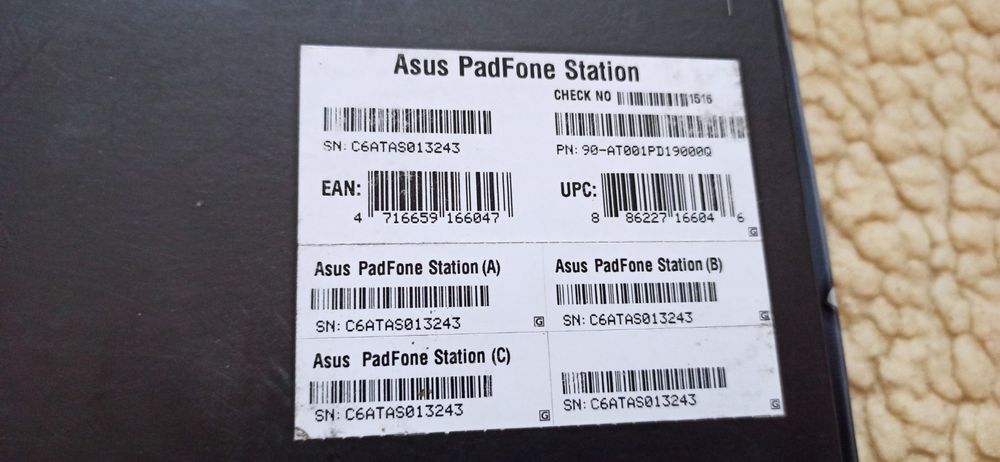 Asus PadFone Station
CHECK NO 1516
SN: C6ATAS013243
PN: 90-AT001PD19000Q
EAN: 4 716659 166047
UPC: 8 86227 16604 6
G
Asus PadFone Station (A)
SN: C6ATAS013243
G
Asus PadFone Station (B)
SN: C6ATAS013243
G
Asus PadFone Station (C)
SN: C6ATAS013243
G
SN: C6ATAS013243
G